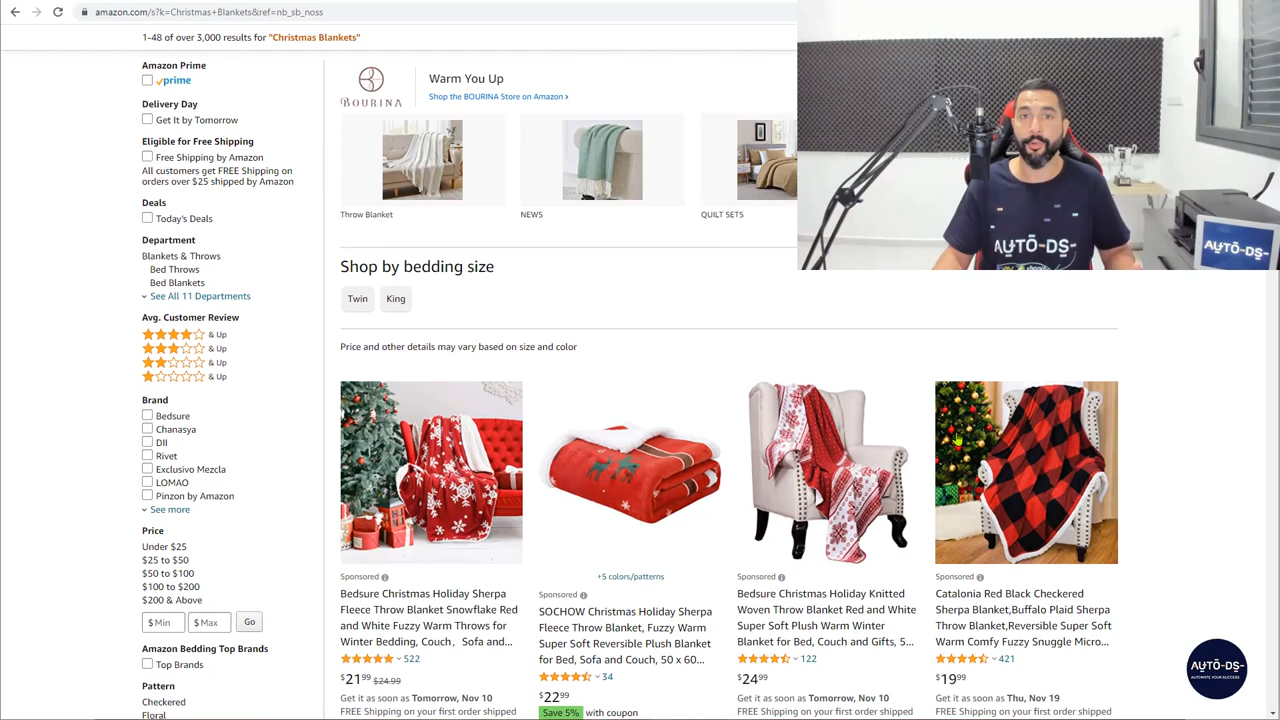 amazon.com/s?k=Christmas+Blankets&ref=nb_sb_noss
1-48 of over 3,000 results for "Christmas Blankets"
Amazon Prime
prime
Delivery Day
Get It by Tomorrow
Eligible for Free Shipping
Free Shipping by Amazon
All customers get FREE Shipping on
orders over $25 shipped by Amazon
Deals
Today's Deals
Department
Blankets & Throws
Bed Throws
Bed Blankets
See All 11 Departments
Avg. Customer Review
& Up
& Up
& Up
& Up
Brand
Bedsure
Chanasya
DII
Rivet
Exclusivo Mezcla
LOMAO
Pinzon by Amazon
See more
Price
Under $25
$25 to $50
$50 to $100
$100 to $200
$200 & Above
$ Min
$ Max
Go
Amazon Bedding Top Brands
Top Brands
Pattern
Checkered
Floral
BOURINA
Warm You Up
Shop the BOURINA Store on Amazon ›
Throw Blanket
NEWS
QUILT SETS
Shop by bedding size
Twin
King
Price and other details may vary based on size and color
Sponsored
Bedsure Christmas Holiday Sherpa
Fleece Throw Blanket Snowflake Red
and White Fuzzy Warm Throws for
Winter Bedding, Couch，Sofa and...
522
$21.99 $24.99
Get it as soon as Tomorrow, Nov 10
FREE Shipping on your first order shipped
+5 colors/patterns
Sponsored
SOCHOW Christmas Holiday Sherpa
Fleece Throw Blanket, Fuzzy Warm
Super Soft Reversible Plush Blanket
for Bed, Sofa and Couch, 50 x 60...
34
$22.99
Save 5% with coupon
Sponsored
Bedsure Christmas Holiday Knitted
Woven Throw Blanket Red and White
Super Soft Plush Warm Winter
Blanket for Bed, Couch and Gifts, 5...
122
$24.99
Get it as soon as Tomorrow, Nov 10
FREE Shipping on your first order shipped
Sponsored
Catalonia Red Black Checkered
Sherpa Blanket,Buffalo Plaid Sherpa
Throw Blanket,Reversible Super Soft
Warm Comfy Fuzzy Snuggle Micro...
421
$19.99
Get it as soon as Thu, Nov 19
FREE Shipping on your first order shipped
AUTO-DS-
AUTO-DS-
AUTO-DS-
AUTOMATE YOUR SUCCESS